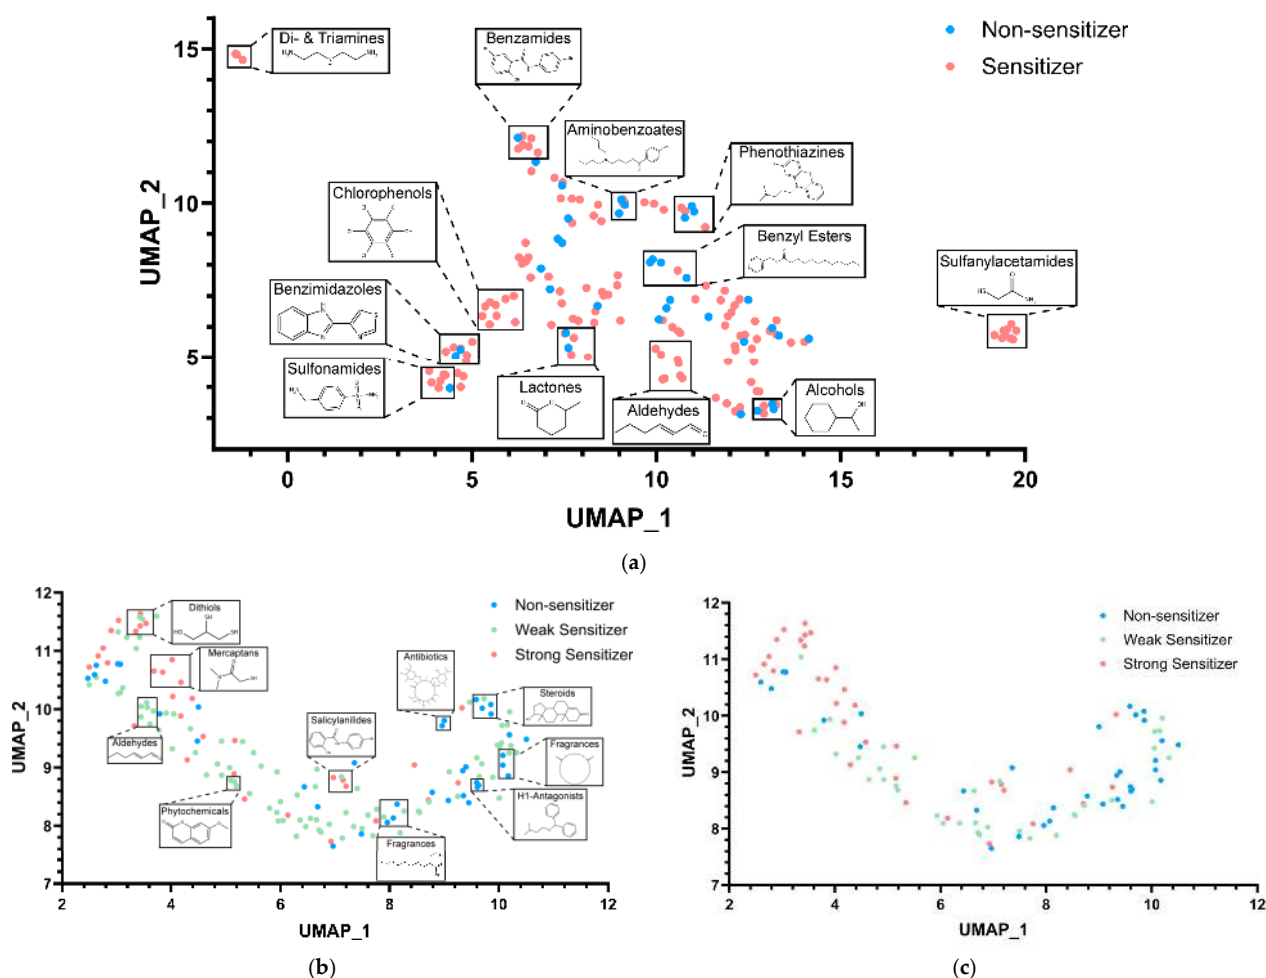 Non-sensitizer
Sensitizer
Di- & Triamines
Benzamides
Aminobenzoates
Phenothiazines
Chlorophenols
Benzyl Esters
Sulfanylacetamides
Benzimidazoles
Sulfonamides
Lactones
Aldehydes
Alcohols
UMAP_2
15
10
5
0 5 10 15 20
UMAP_1
(a)
Non-sensitizer
Weak Sensitizer
Strong Sensitizer
Dithiols
Mercaptans
Antibiotics
Steroids
Salicylanilides
Aldehydes
Fragrances
H1-Antagonists
Phytochemicals
Fragrances
UMAP_2
12
11
10
9
8
7
2 4 6 8 10 12
UMAP_1
(b)
Non-sensitizer
Weak Sensitizer
Strong Sensitizer
UMAP_2
12
11
10
9
8
7
2 4 6 8 10 12
UMAP_1
(c)